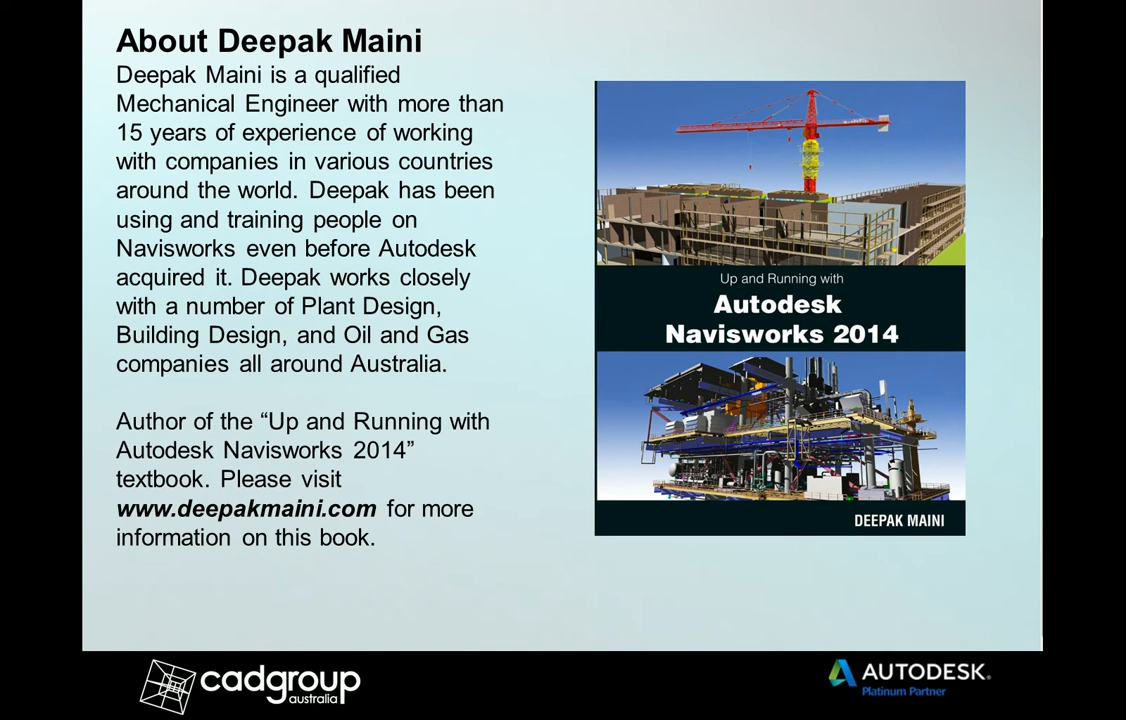 About Deepak Maini
Deepak Maini is a qualified
Mechanical Engineer with more than
15 years of experience of working
with companies in various countries
around the world. Deepak has been
using and training people on
Navisworks even before Autodesk
acquired it. Deepak works closely
with a number of Plant Design,
Building Design, and Oil and Gas
companies all around Australia.
Author of the “Up and Running with
Autodesk Navisworks 2014”
textbook. Please visit
www.deepakmaini.com for more
information on this book.
Up and Running with
Autodesk
Navisworks 2014
DEEPAK MAINI
cadgroup
australia
AUTODESK®
Platinum Partner